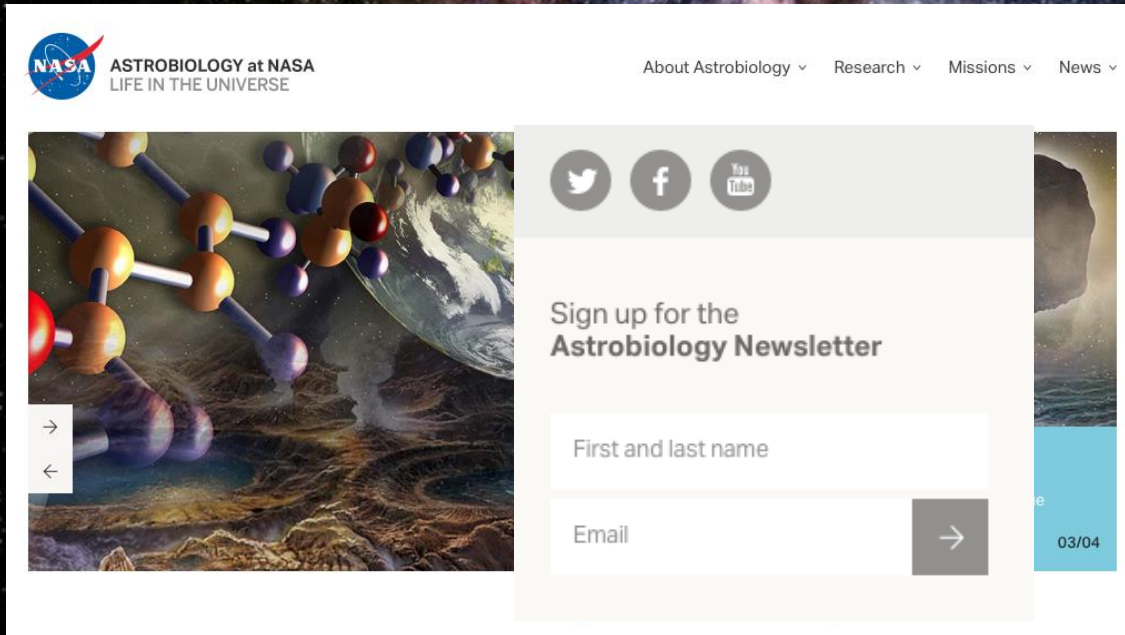 NASA
ASTROBIOLOGY at NASA
LIFE IN THE UNIVERSE
About Astrobiology Research Missions News
You
Tube
Sign up for the
Astrobiology Newsletter
First and last name
Email
03/04